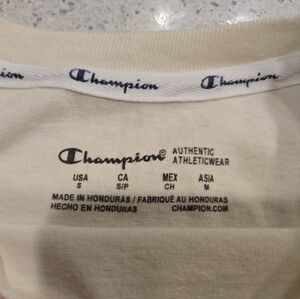 ion Champion Champion
Champion® AUTHENTIC ATHLETICWEAR
USA CA MEX ASIA
S S/P CH M
MADE IN HONDURAS / FABRIQUÉ AU HONDURAS
HECHO EN HONDURAS CHAMPION.COM